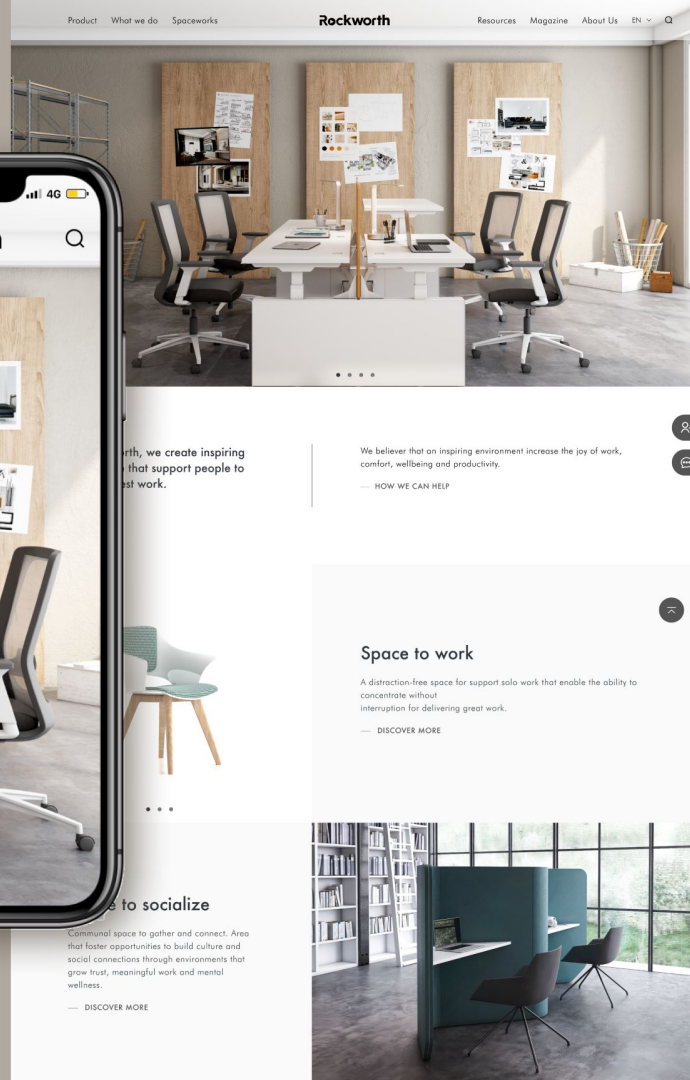 Product What we do Spaceworks Rockworth Resources Magazine About Us EN
4G
orth, we create inspiring
that support people to
est work.
We believer that an inspiring environment increase the joy of work,
comfort, wellbeing and productivity.
HOW WE CAN HELP
Space to work
A distraction-free space for support solo work that enable the ability to
concentrate without
interruption for delivering great work.
DISCOVER MORE
e to socialize
Communal space to gather and connect. Area
that foster opportunities to build culture and
social connections through environments that
grow trust, meaningful work and mental
wellness.
DISCOVER MORE